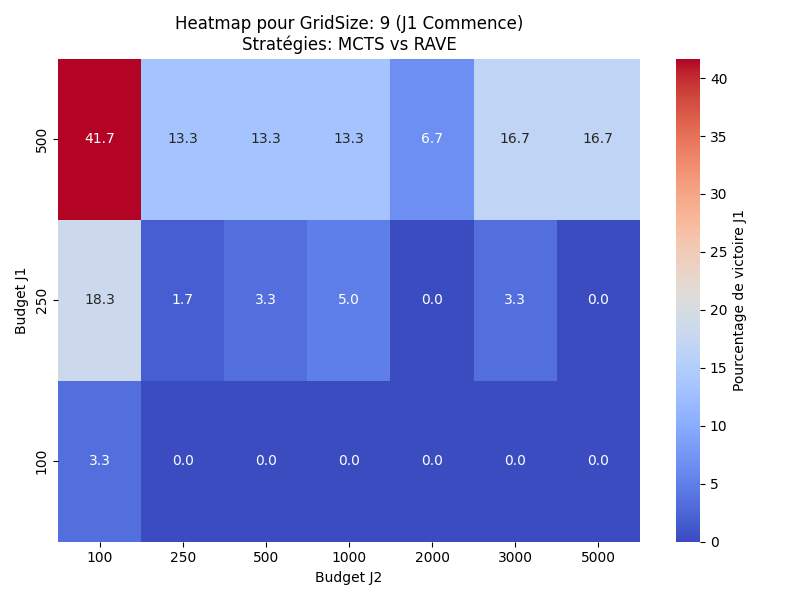 Heatmap pour GridSize: 9 (J1 Commence)
Stratégies: MCTS vs RAVE
Budget J1
500
41.7 13.3 13.3 13.3 6.7 16.7 16.7
250
18.3 1.7 3.3 5.0 0.0 3.3 0.0
100
3.3 0.0 0.0 0.0 0.0 0.0 0.0
100 250 500 1000 2000 3000 5000
Budget J2
40
35
30
25
20
15
10
5
0
Pourcentage de victoire J1